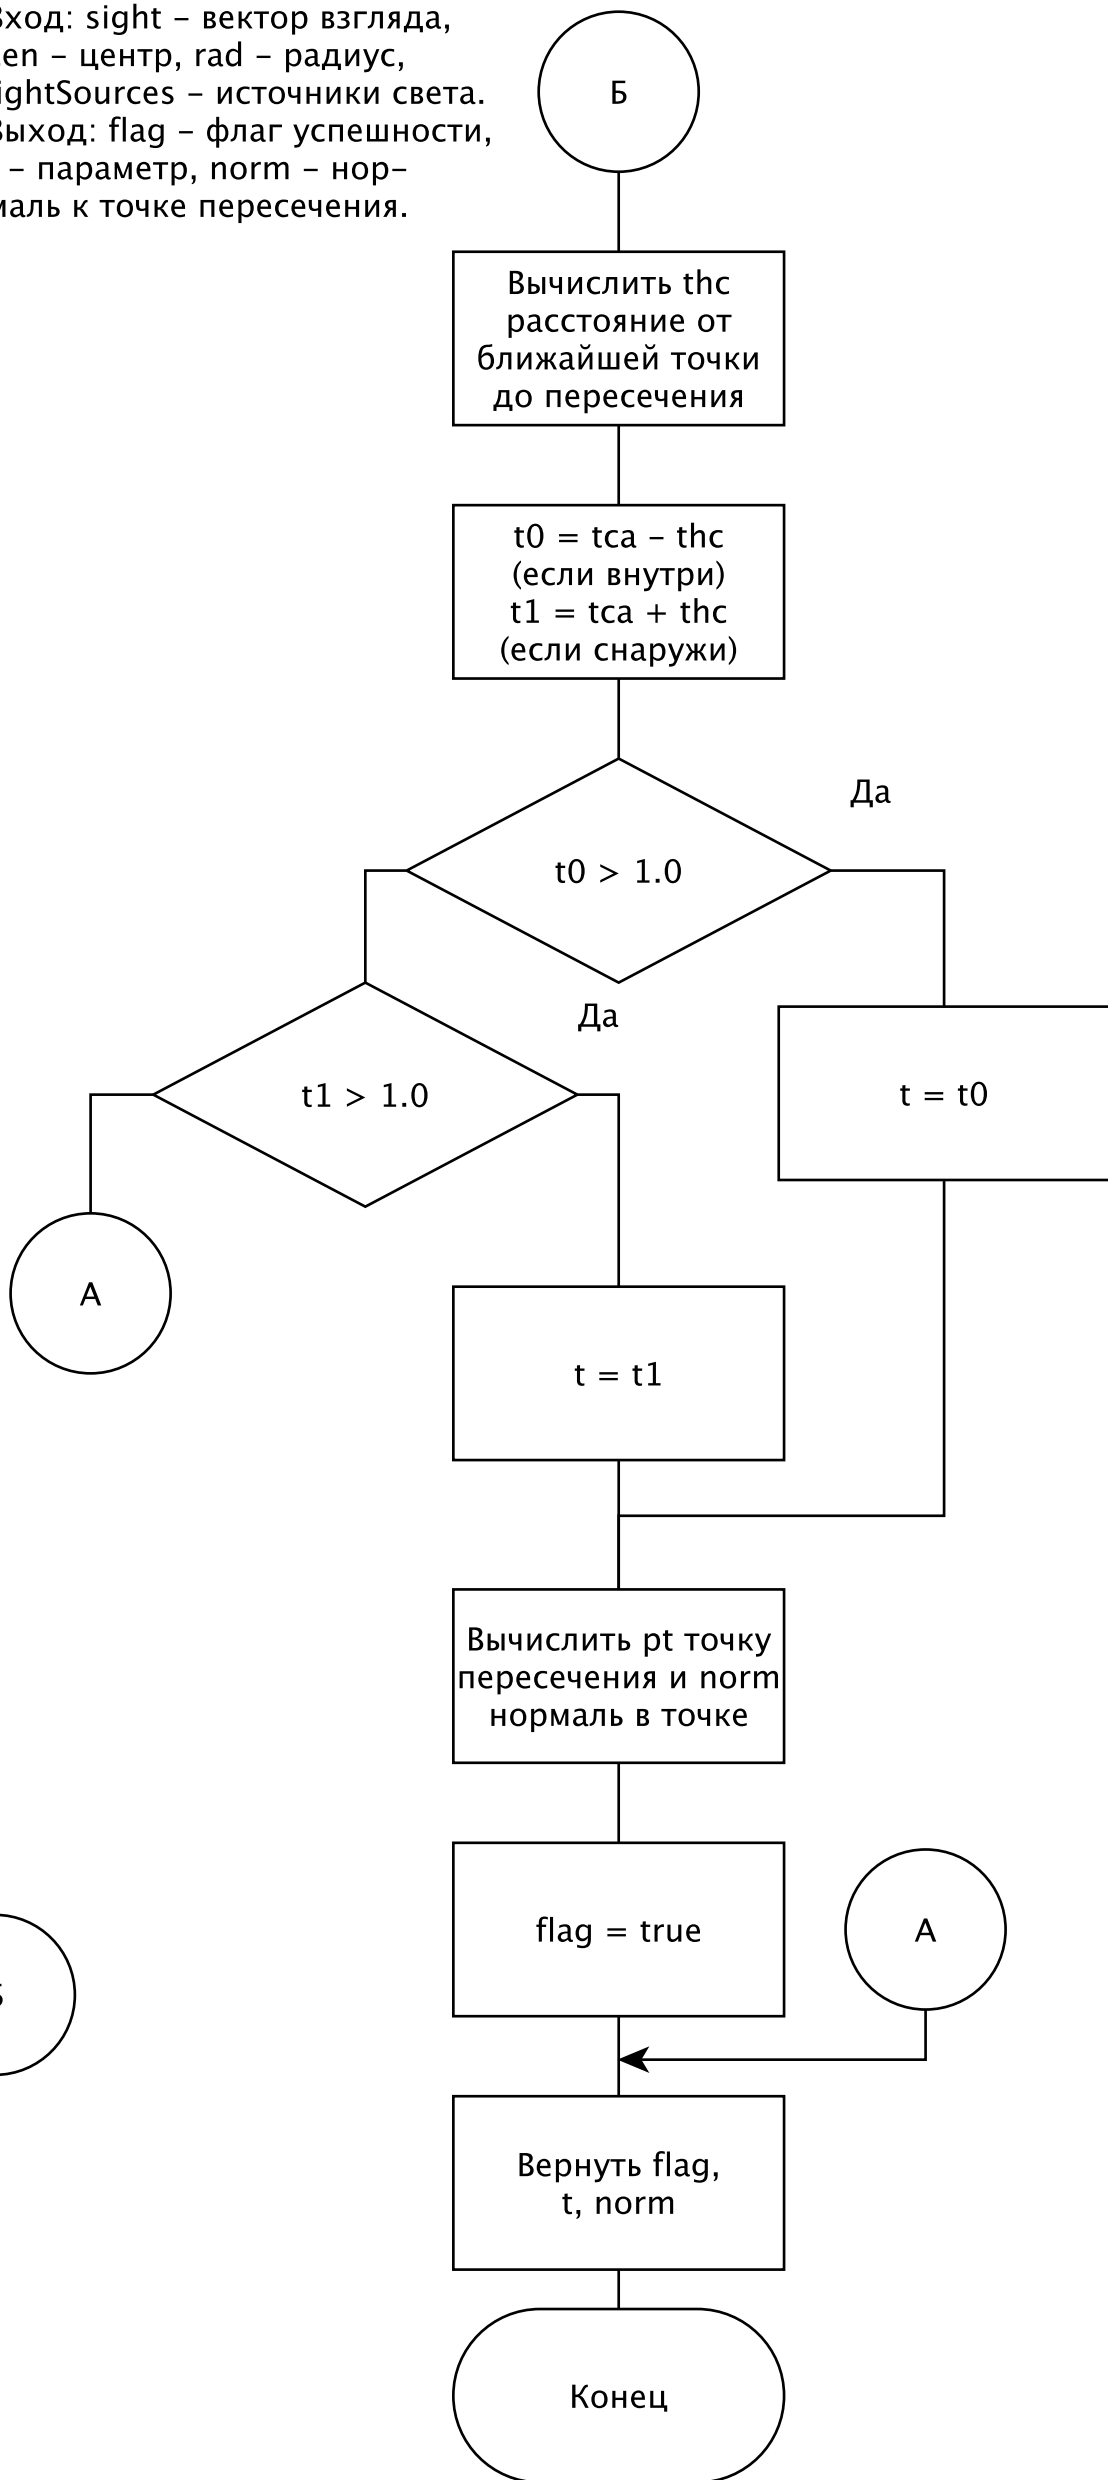 Вход: sight – вектор взгляда,
– центр, rad – радиус,
– источники света.
Выход: flag – флаг успешности,
– параметр, norm – нор–
к точке пересечения.
Б
Вычислить thc
расстояние от
ближайшей точки
до пересечения
t0 = tca – thc
(если внутри)
t1 = tca + thc
(если снаружи)
Да
t0 > 1.0
Да
t1 > 1.0
t = t0
А
t = t1
Вычислить pt точку
пересечения и norm
нормаль в точке
flag = true
А
Вернуть flag,
t, norm
Конец